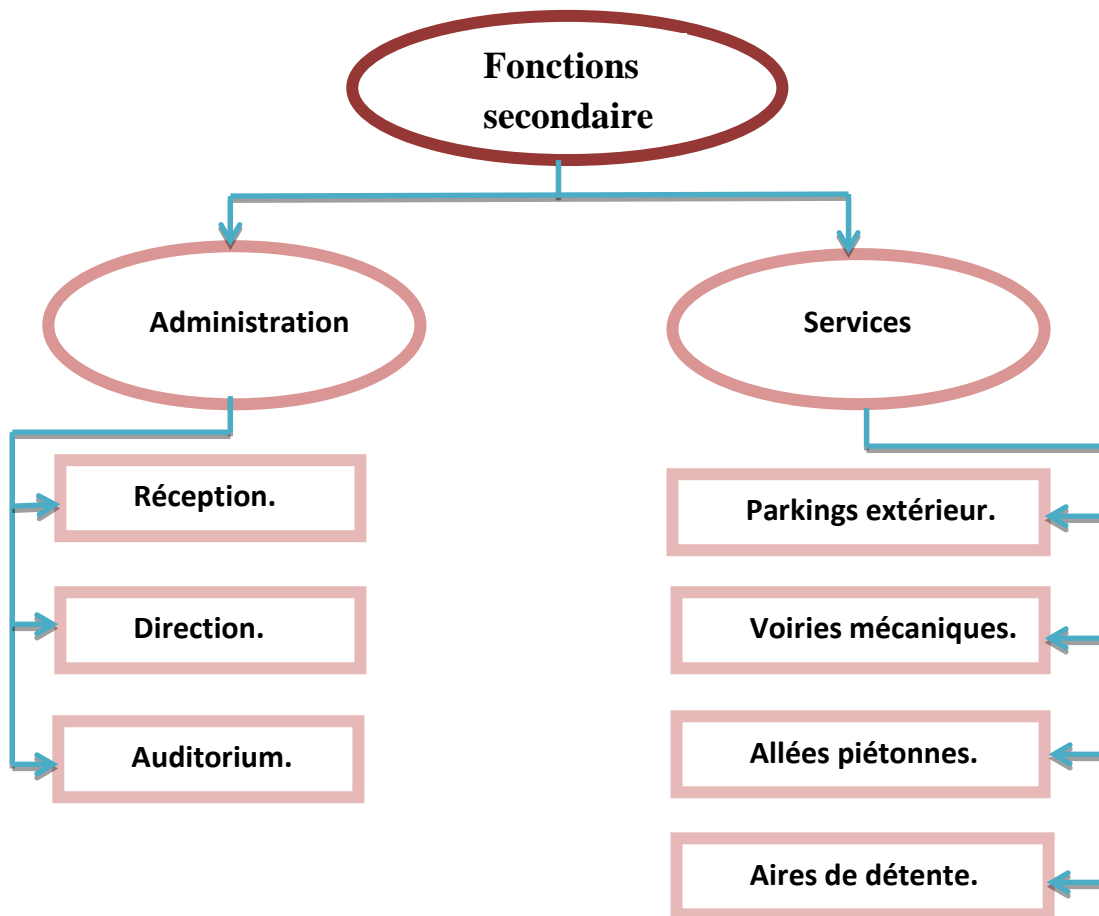 Fonctions
secondaire
Administration
Services
Réception.
Direction.
Auditorium.
Parkings extérieur.
Voiries mécaniques.
Allées piétonnes.
Aires de détente.